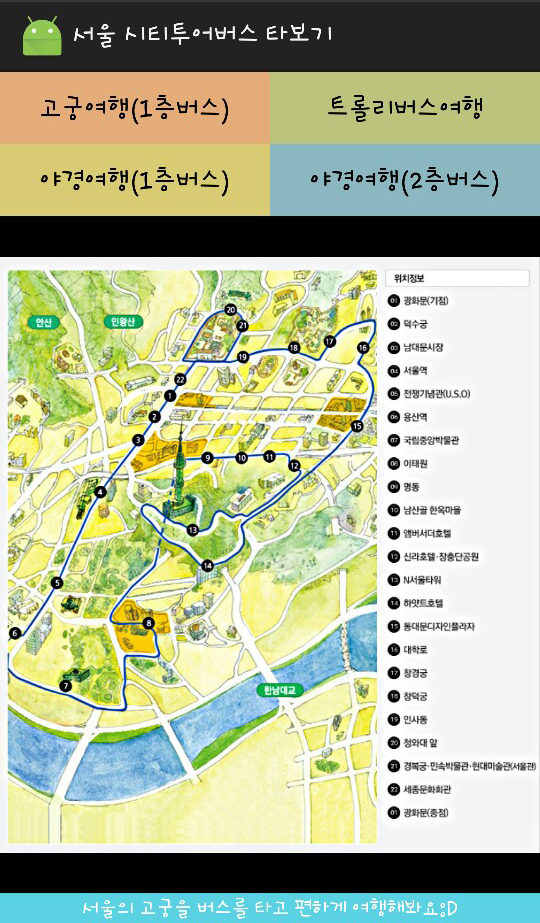 서울 시티투어버스 타보기
고궁여행(1층버스)
트롤리버스여행
야경여행(1층버스)
야경여행(2층버스)
안산
인왕산
20
21
19
18
17
16
22
1
2
3
15
9
10
11
12
4
13
14
5
8
6
7
한남대교
위치정보
01 광화문(기점)
02 덕수궁
03 남대문시장
04 서울역
05 전쟁기념관(U.S.O)
06 용산역
07 국립중앙박물관
08 이태원
09 명동
10 남산골 한옥마을
11 앰버서더호텔
12 신라호텔·장충단공원
13 N서울타워
14 하얏트호텔
15 동대문디자인플라자
16 대학로
17 창경궁
18 창덕궁
19 인사동
20 청와대 앞
21 경복궁·민속박물관·현대미술관(서울관)
22 세종문화회관
01 광화문(종점)
서울의 고궁을 버스를 타고 편하게 여행해봐요;D